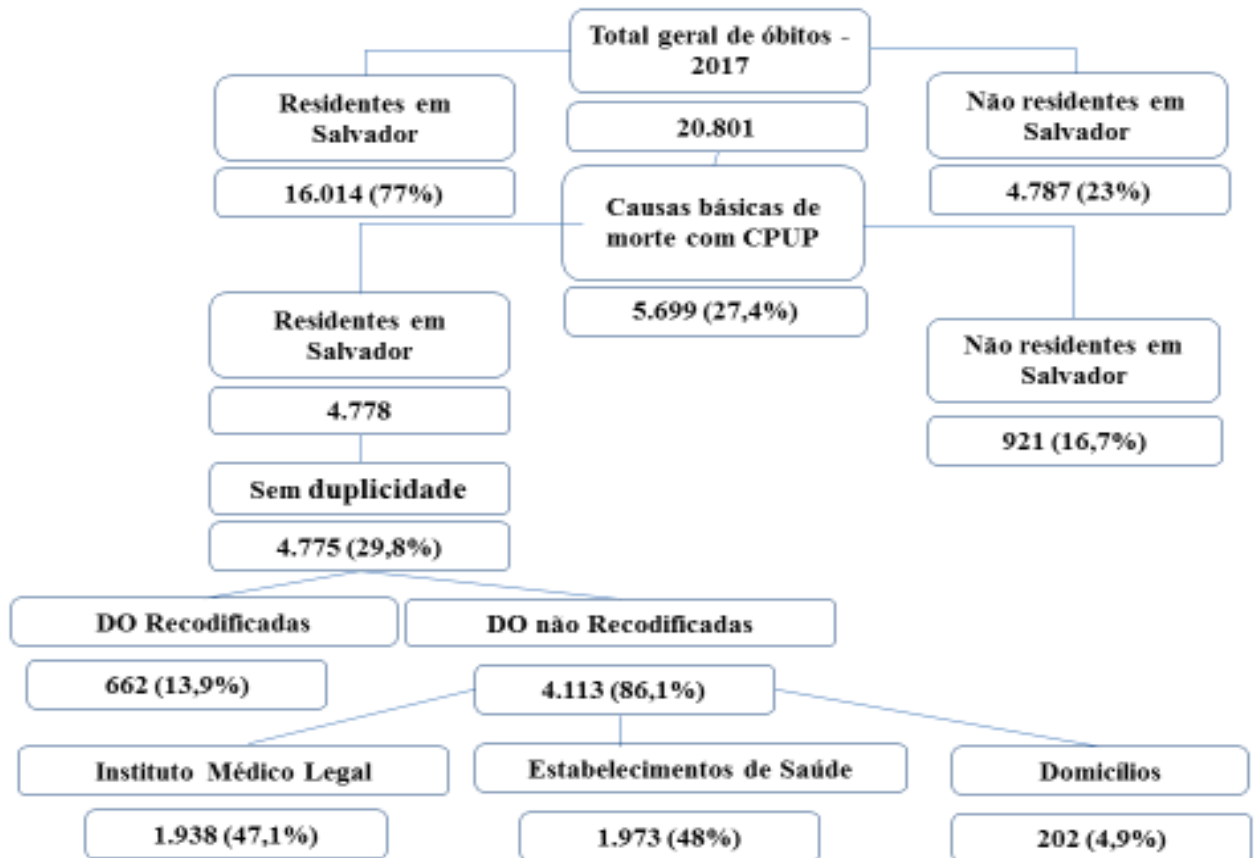 Total geral de óbitos -
2017
20.801
Residentes em
Salvador
16.014 (77%)
Não residentes em
Salvador
4.787 (23%)
Causas básicas de
morte com CPUP
5.699 (27,4%)
Residentes em
Salvador
4.778
Não residentes em
Salvador
921 (16,7%)
Sem duplicidade
4.775 (29,8%)
DO Recodificadas
662 (13,9%)
DO não Recodificadas
4.113 (86,1%)
Instituto Médico Legal
1.938 (47,1%)
Estabelecimentos de Saúde
1.973 (48%)
Domicílios
202 (4,9%)